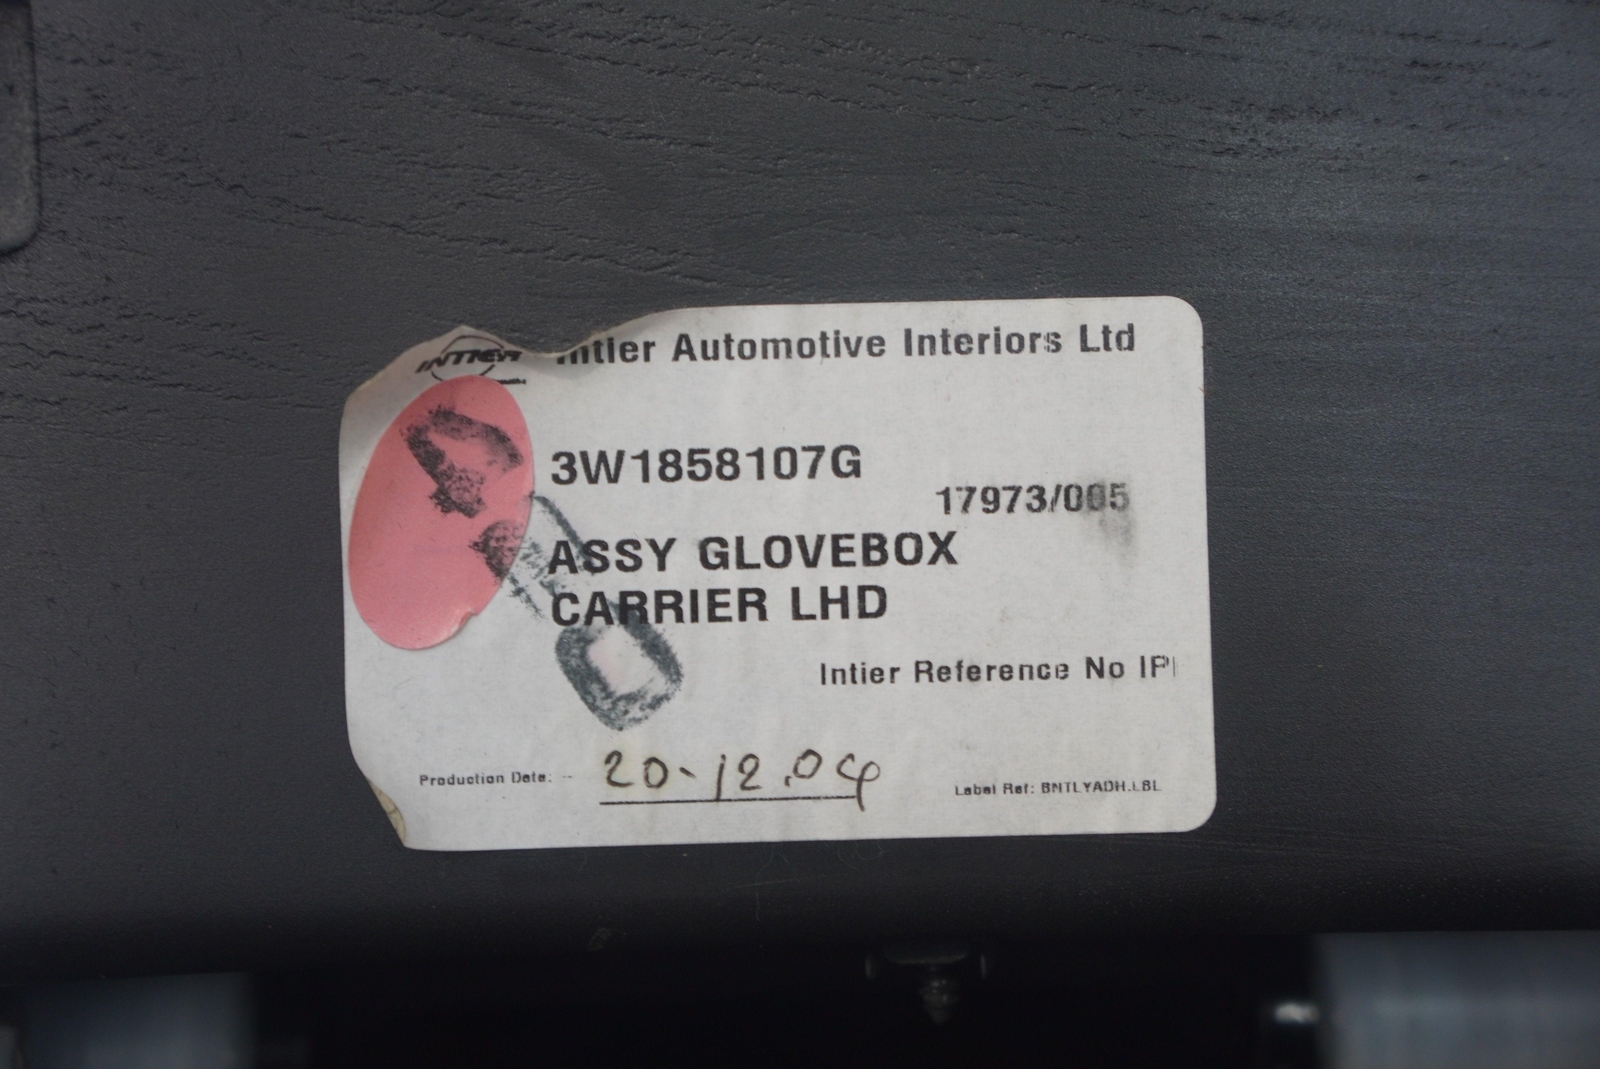 INTIER
Intier Automotive Interiors Ltd
3W1858107G
17973/005
ASSY GLOVEBOX
CARRIER LHD
Intier Reference No IP
Production Date: -- 20-12.04
Label Ref: BNTLYADH.LBL